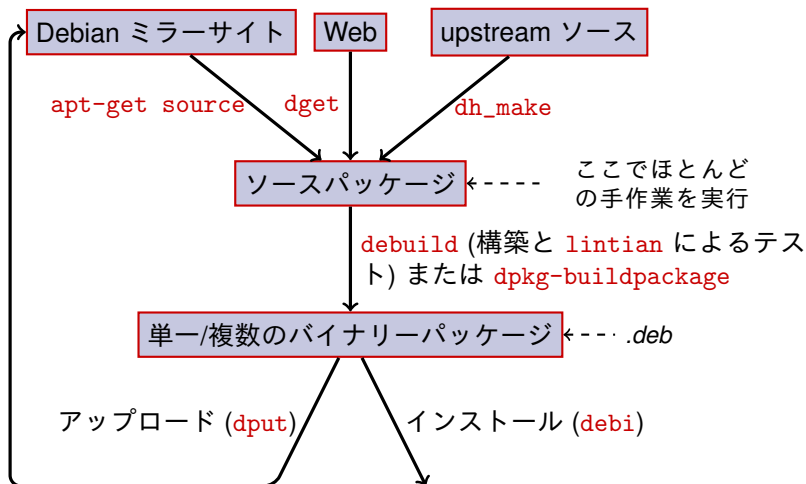 Debian ミラーサイト
Web
upstream ソース
apt-get source
dget
dh_make
ソースパッケージ
ここでほとんど
の手作業を実行
debuild (構築と lintian によるテス
ト) または dpkg-buildpackage
単一/複数のバイナリーパッケージ
.deb
アップロード (dput)
インストール (debi)